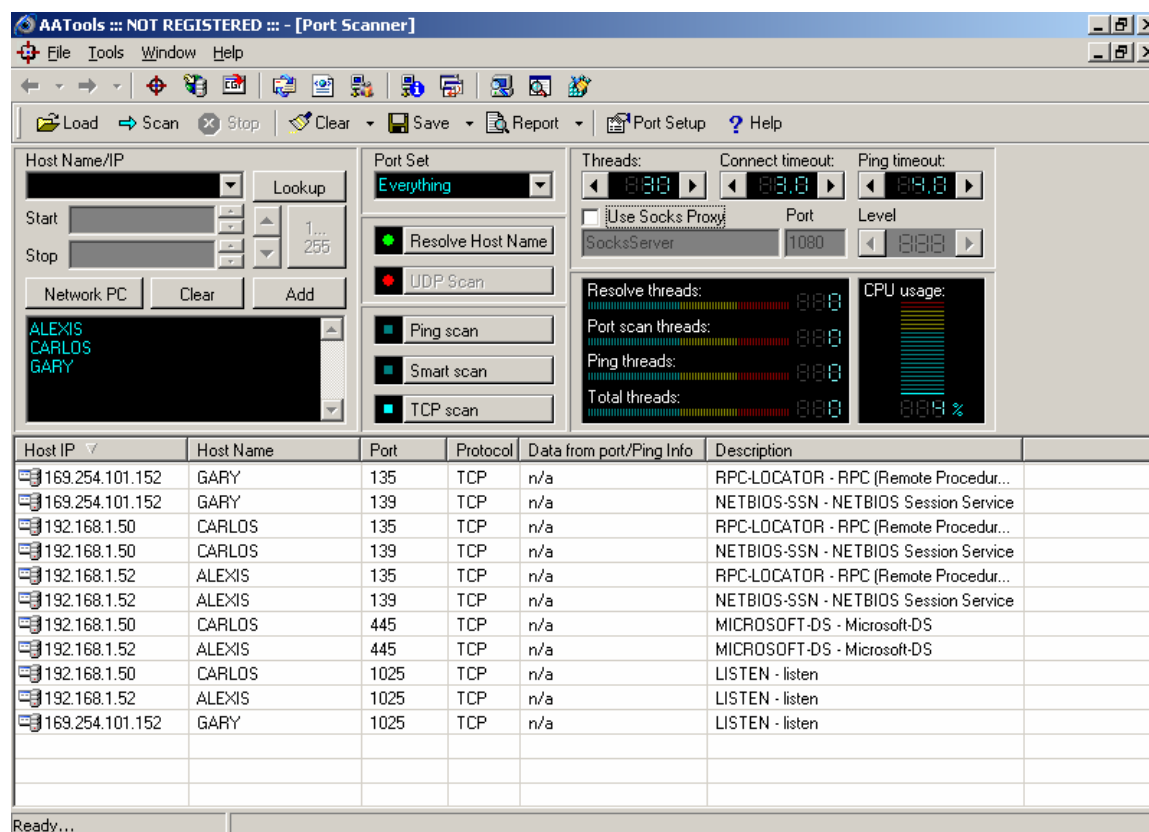 AATools ::: NOT REGISTERED ::: - [Port Scanner]
File Tools Window Help
Load Scan Stop Clear Save Report Port Setup ? Help
Host Name/IP Port Set Threads: Connect timeout: Ping timeout:
Lookup Everything 30 3,0 4,0
Start 1... 255 Use Socks Proxy Port Level
Stop Resolve Host Name SocksServer 1080
Network PC Clear Add UDP Scan
ALEXIS
CARLOS
GARY
Ping scan
Smart scan
TCP scan
Resolve threads: 0
Port scan threads: 0
Ping threads: 0
Total threads: 0
CPU usage:
4 %
Host IP Host Name Port Protocol Data from port/Ping Info Description
169.254.101.152 GARY 135 TCP n/a RPC-LOCATOR - RPC (Remote Procedur...
169.254.101.152 GARY 139 TCP n/a NETBIOS-SSN - NETBIOS Session Service
192.168.1.50 CARLOS 135 TCP n/a RPC-LOCATOR - RPC (Remote Procedur...
192.168.1.50 CARLOS 139 TCP n/a NETBIOS-SSN - NETBIOS Session Service
192.168.1.52 ALEXIS 135 TCP n/a RPC-LOCATOR - RPC (Remote Procedur...
192.168.1.52 ALEXIS 139 TCP n/a NETBIOS-SSN - NETBIOS Session Service
192.168.1.50 CARLOS 445 TCP n/a MICROSOFT-DS - Microsoft-DS
192.168.1.52 ALEXIS 445 TCP n/a MICROSOFT-DS - Microsoft-DS
192.168.1.50 CARLOS 1025 TCP n/a LISTEN - listen
192.168.1.52 ALEXIS 1025 TCP n/a LISTEN - listen
169.254.101.152 GARY 1025 TCP n/a LISTEN - listen
Ready...